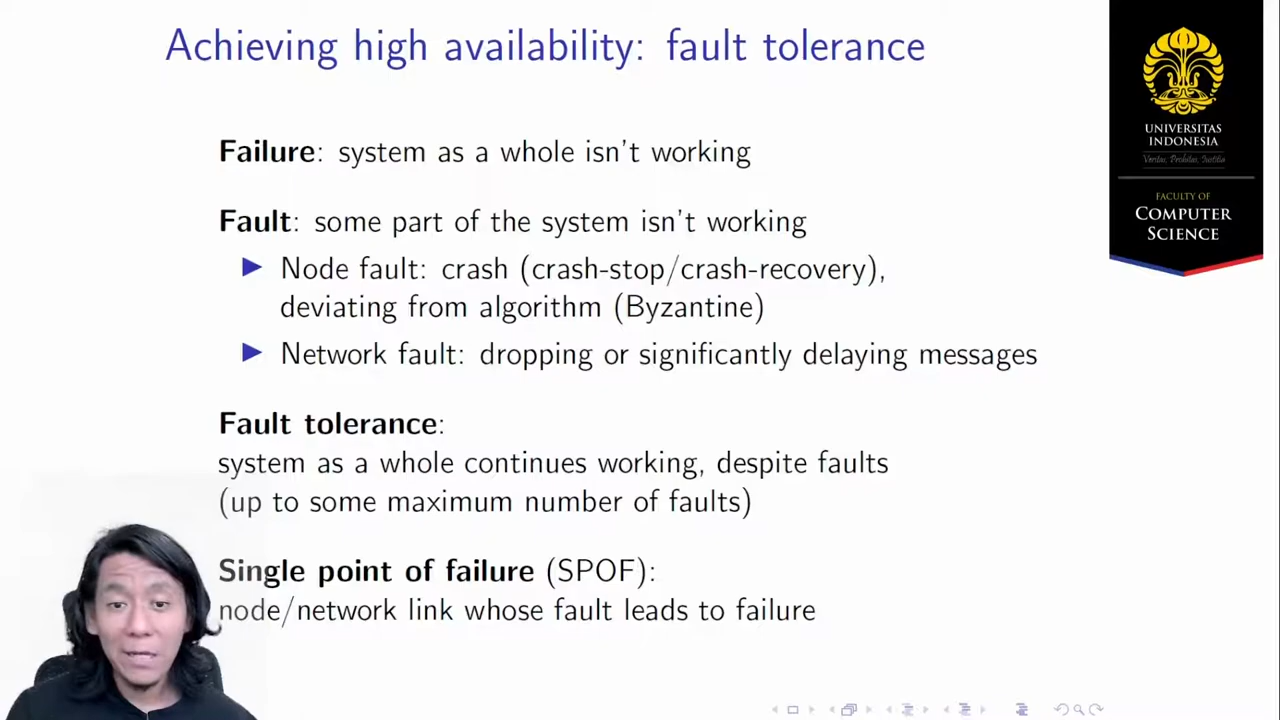 Achieving high availability: fault tolerance
Failure: system as a whole isn't working
Fault: some part of the system isn't working
▶ Node fault: crash (crash-stop/crash-recovery),
deviating from algorithm (Byzantine)
▶ Network fault: dropping or significantly delaying messages
Fault tolerance:
system as a whole continues working, despite faults
(up to some maximum number of faults)
Single point of failure (SPOF):
node/network link whose fault leads to failure
UNIVERSITAS
INDONESIA
Veritas, Probitas, Iustitia
FACULTY OF
COMPUTER
SCIENCE